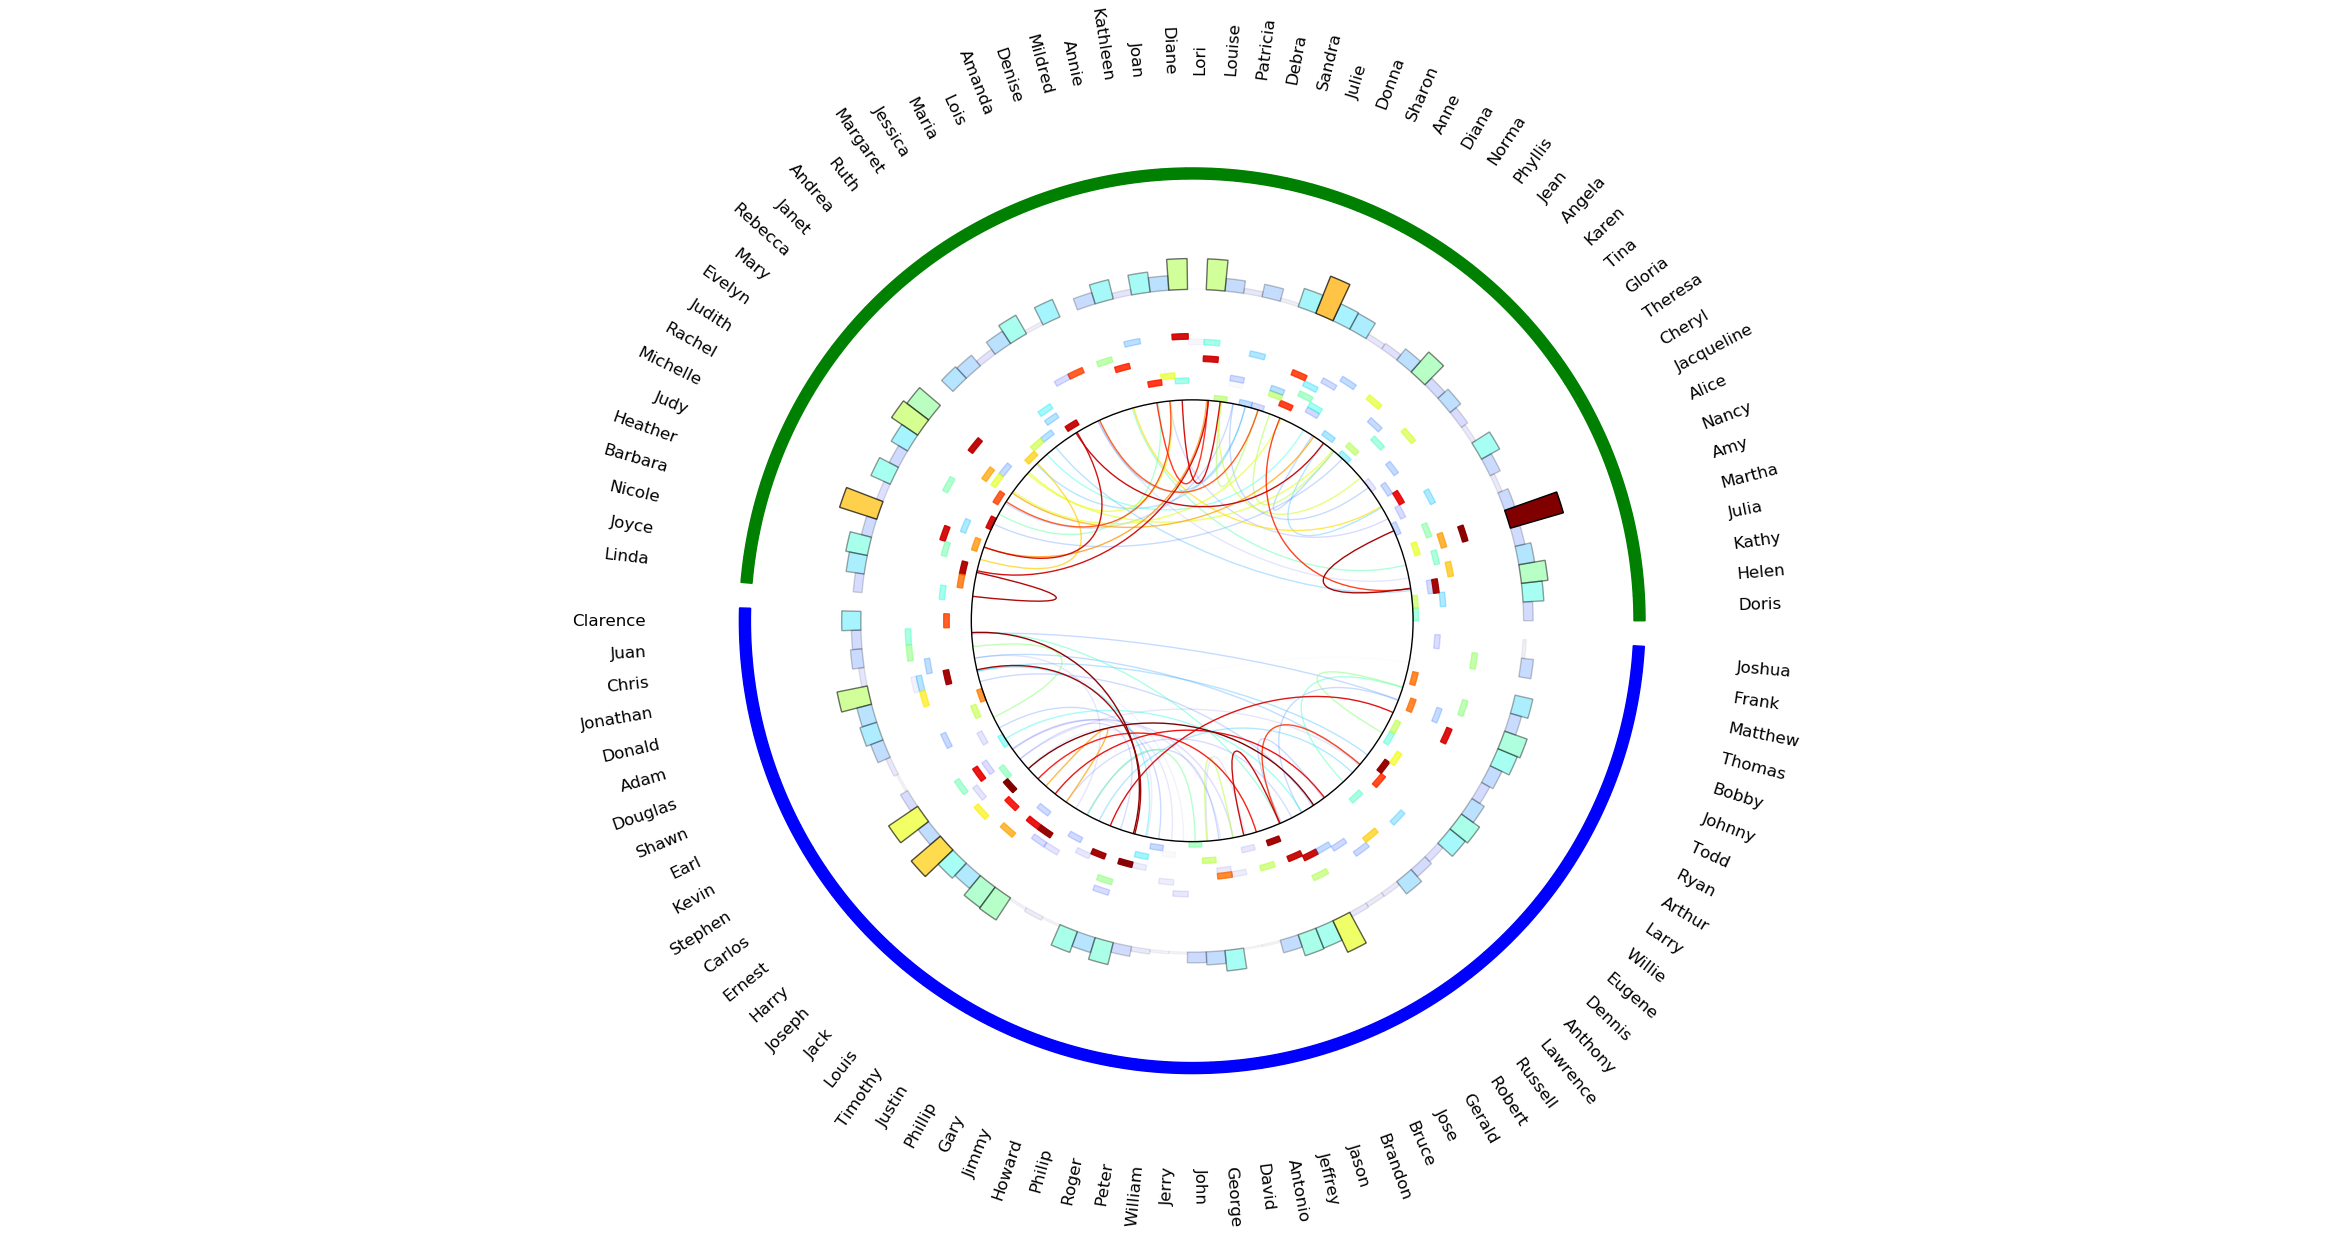 Kathleen
Diane
Lori
Louise
Patricia
Debra
Sandra
Julie
Donna
Sharon
Anne
Diana
Norma
Phyllis
Jean
Angela
Karen
Tina
Gloria
Theresa
Cheryl
Jacqueline
Alice
Nancy
Amy
Martha
Julia
Kathy
Helen
Doris
Joshua
Frank
Matthew
Thomas
Bobby
Johnny
Todd
Ryan
Arthur
Larry
Willie
Eugene
Dennis
Anthony
Lawrence
Russell
Robert
Gerald
Jose
Bruce
Brandon
Jason
Jeffrey
Antonio
David
George
John
Jerry
William
Peter
Roger
Philip
Howard
Jimmy
Gary
Phillip
Justin
Timothy
Louis
Jack
Joseph
Harry
Ernest
Carlos
Stephen
Kevin
Earl
Shawn
Douglas
Adam
Donald
Jonathan
Chris
Juan
Clarence
Linda
Joyce
Nicole
Barbara
Heather
Judy
Michelle
Rachel
Judith
Evelyn
Mary
Rebecca
Janet
Andrea
Ruth
Margaret
Jessica
Maria
Lois
Amanda
Denise
Mildred
Annie
Joan